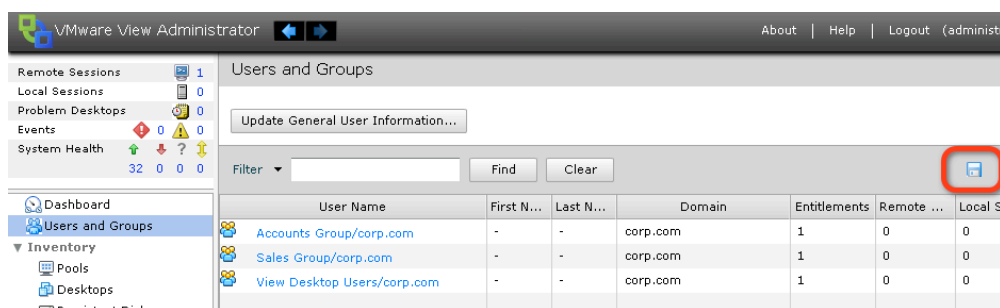 VMware View Administrator About | Help | Logout (administ
Remote Sessions 1
Local Sessions 0
Problem Desktops 0
Events 0 0
System Health ?
32 0 0 0
Dashboard
Users and Groups
Inventory
Pools
Desktops
Users and Groups
Update General User Information...
Filter Find Clear
User Name First N... Last N... Domain Entitlements Remote ... Local S
Accounts Group/corp.com - - corp.com 1 0 0
Sales Group/corp.com - - corp.com 1 0 0
View Desktop Users/corp.com - - corp.com 1 0 0